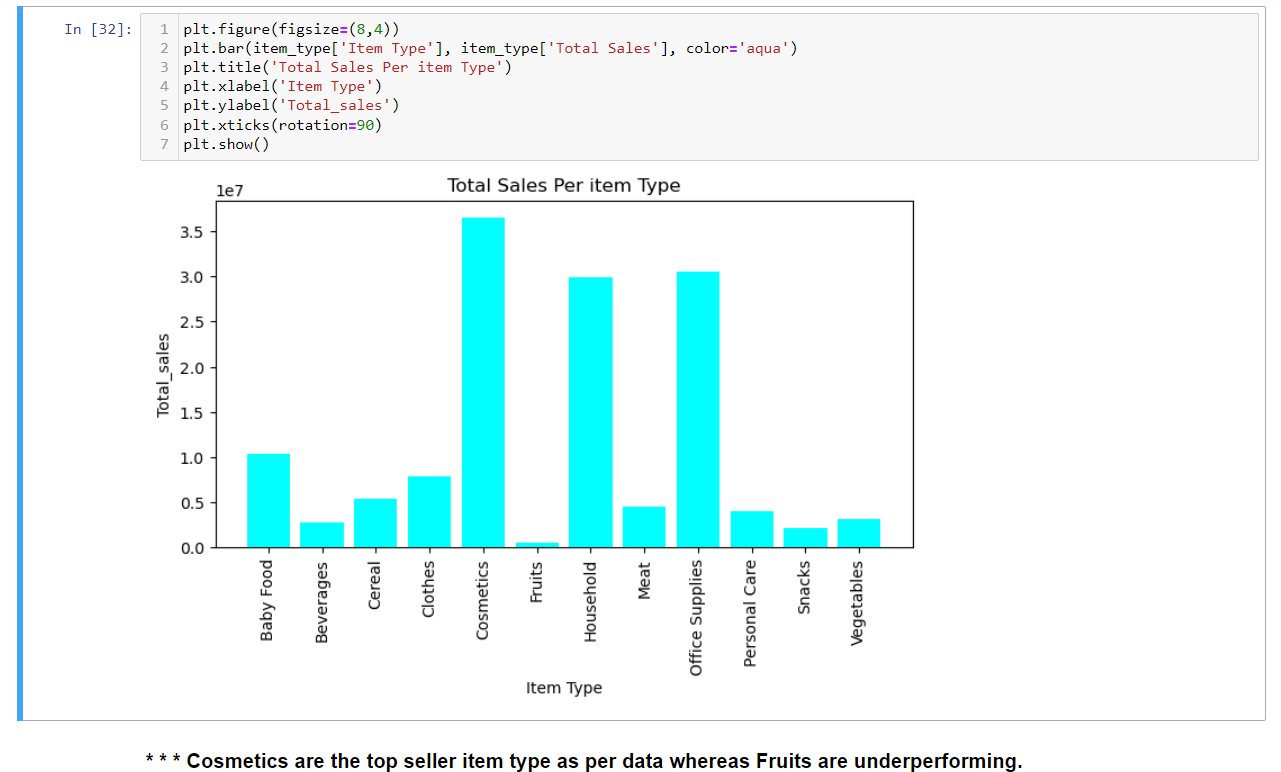 In [32]:
1 plt.figure(figsize=(8,4))
2 plt.bar(item_type['Item Type'], item_type['Total Sales'], color='aqua')
3 plt.title('Total Sales Per item Type')
4 plt.xlabel('Item Type')
5 plt.ylabel('Total_sales')
6 plt.xticks(rotation=90)
7 plt.show()
1e7
Total Sales Per item Type
3.5
3.0
2.5
2.0
1.5
1.0
0.5
0.0
Total_sales
Baby Food
Beverages
Cereal
Clothes
Cosmetics
Fruits
Household
Meat
Office Supplies
Personal Care
Snacks
Vegetables
Item Type
* * * Cosmetics are the top seller item type as per data whereas Fruits are underperforming.